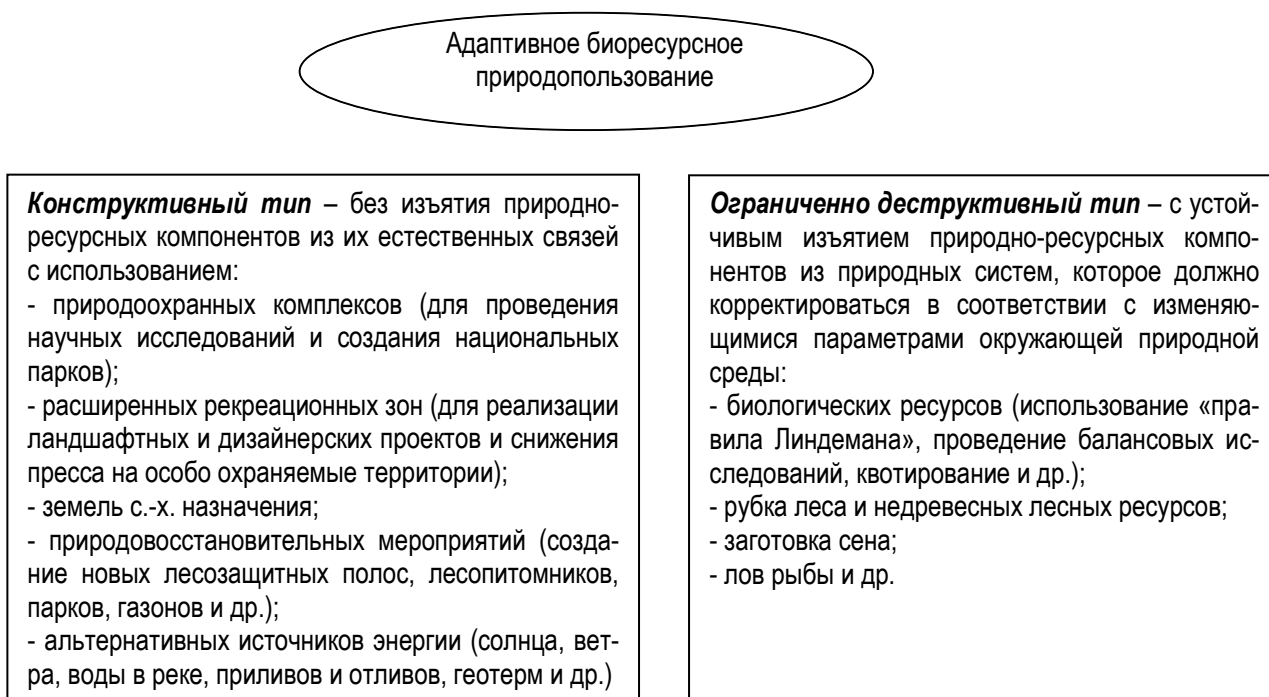 Адаптивное биоресурсное
природопользование
Конструктивный тип – без изъятия природно-
ресурсных компонентов из их естественных связей
с использованием:
- природоохранных комплексов (для проведения
научных исследований и создания национальных
парков);
- расширенных рекреационных зон (для реализации
ландшафтных и дизайнерских проектов и снижения
пресса на особо охраняемые территории);
- земель с.-х. назначения;
- природовосстановительных мероприятий (созда-
ние новых лесозащитных полос, лесопитомников,
парков, газонов и др.);
- альтернативных источников энергии (солнца, вет-
ра, воды в реке, приливов и отливов, геотерм и др.)
Ограниченно деструктивный тип – с устой-
чивым изъятием природно-ресурсных компо-
нентов из природных систем, которое должно
корректироваться в соответствии с изменяю-
щимися параметрами окружающей природной
среды:
- биологических ресурсов (использование «пра-
вила Линдемана», проведение балансовых ис-
следований, квотирование и др.);
- рубка леса и недревесных лесных ресурсов;
- заготовка сена;
- лов рыбы и др.